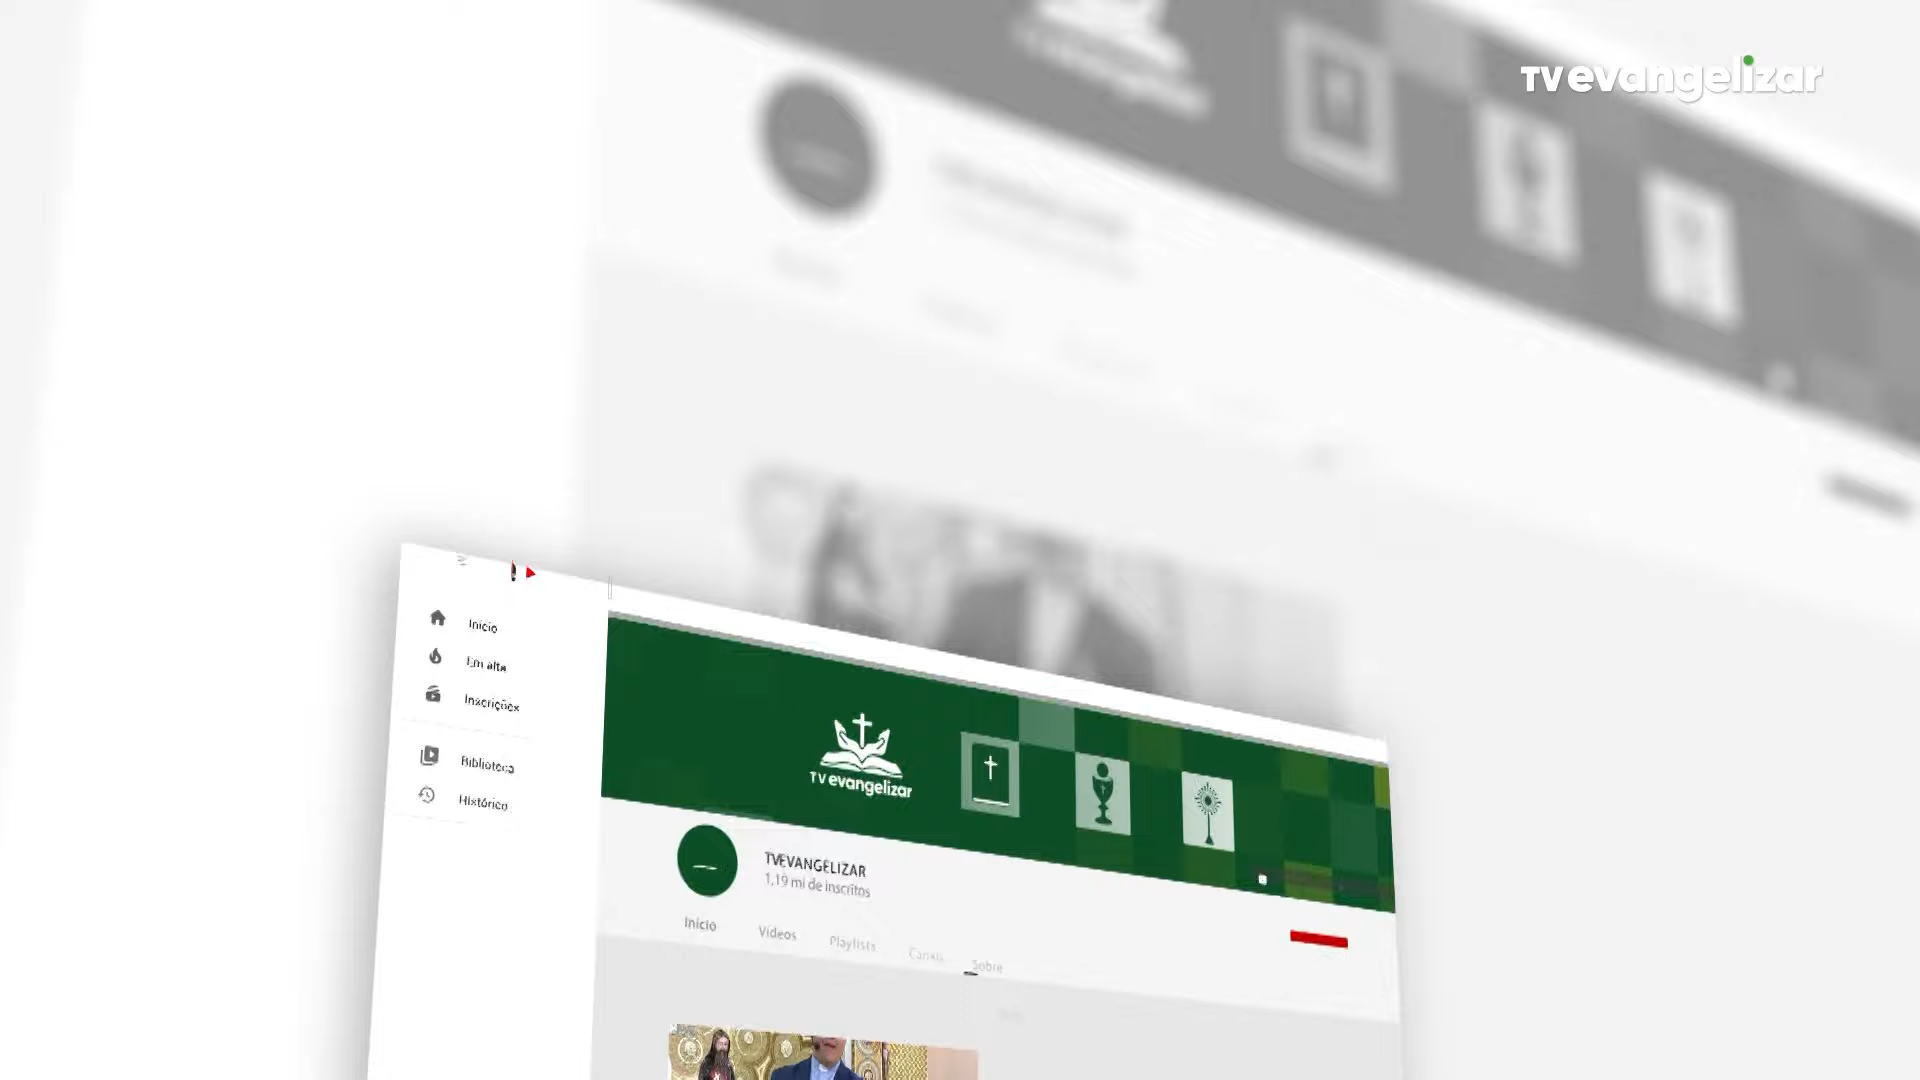 TVevangelizar
Início
Em alta
Inscrições
Biblioteca
Histórico
TV evangelizar
TVEVANGELIZAR
1,19 mi de inscritos
Início
Vídeos
Playlists
Canais
Sobre